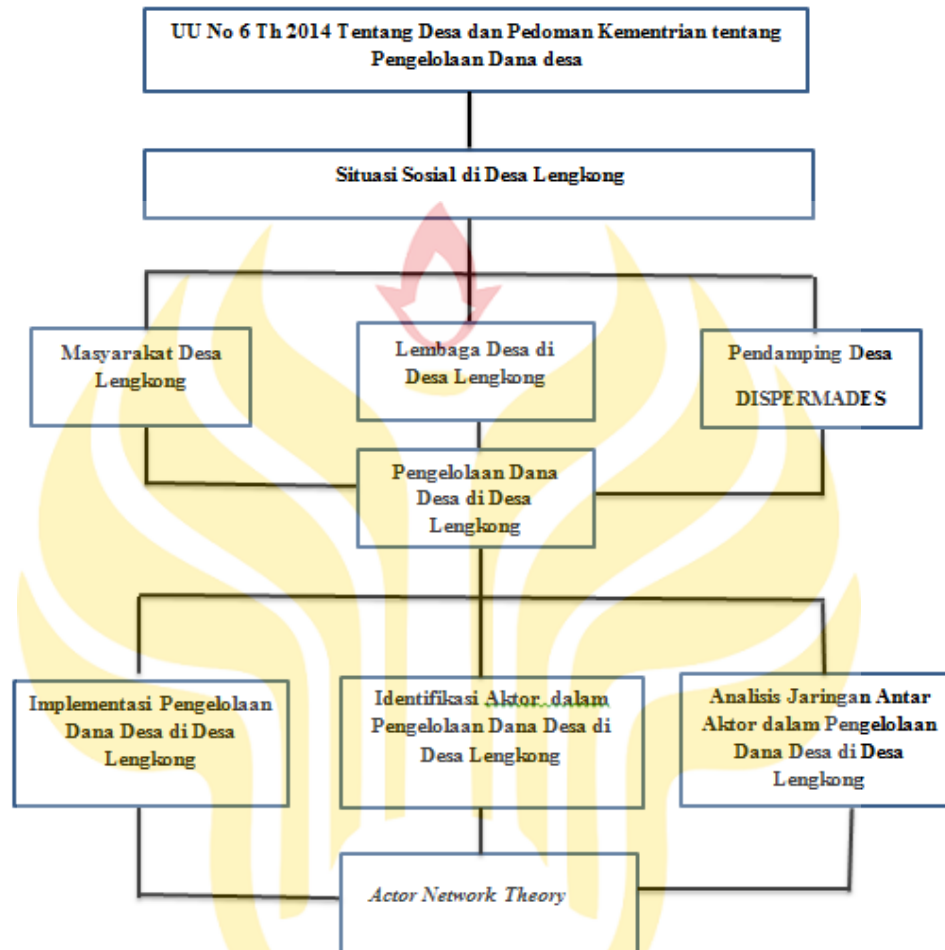 UU No 6 Th 2014 Tentang Desa dan Pedoman Kementrian tentang
Pengelolaan Dana desa
Situasi Sosial di Desa Lengkong
Masyarakat Desa
Lengkong
Lembaga Desa di
Desa Lengkong
Pendamping Desa
DISPERMADES
Pengelolaan Dana
Desa di Desa
Lengkong
Implementasi Pengelolaan
Dana Desa di Desa
Lengkong
Identifikasi Aktor dalam
Pengelolaan Dana Desa di
Desa Lengkong
Analisis Jaringan Antar
Aktor dalam Pengelolaan
Dana Desa di Desa
Lengkong
Actor Network Theory